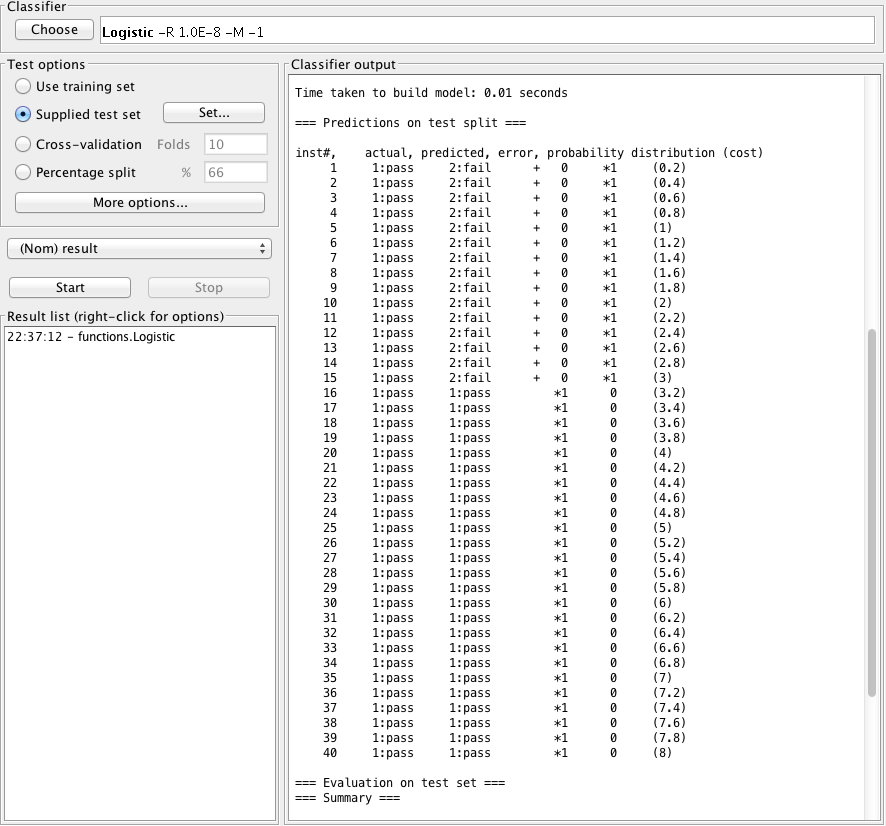 Classifier
Choose
Logistic -R 1.0E-8 -M -1
Test options
Use training set
Supplied test set Set...
Cross-validation Folds 10
Percentage split % 66
More options...
(Nom) result
Start Stop
Result list (right-click for options)
22:37:12 - functions.Logistic
Classifier output
Time taken to build model: 0.01 seconds
=== Predictions on test split ===
inst#, actual, predicted, error, probability distribution (cost)
1 1:pass 2:fail + 0 *1 (0.2)
2 1:pass 2:fail + 0 *1 (0.4)
3 1:pass 2:fail + 0 *1 (0.6)
4 1:pass 2:fail + 0 *1 (0.8)
5 1:pass 2:fail + 0 *1 (1)
6 1:pass 2:fail + 0 *1 (1.2)
7 1:pass 2:fail + 0 *1 (1.4)
8 1:pass 2:fail + 0 *1 (1.6)
9 1:pass 2:fail + 0 *1 (1.8)
10 1:pass 2:fail + 0 *1 (2)
11 1:pass 2:fail + 0 *1 (2.2)
12 1:pass 2:fail + 0 *1 (2.4)
13 1:pass 2:fail + 0 *1 (2.6)
14 1:pass 2:fail + 0 *1 (2.8)
15 1:pass 2:fail + 0 *1 (3)
16 1:pass 1:pass *1 0 (3.2)
17 1:pass 1:pass *1 0 (3.4)
18 1:pass 1:pass *1 0 (3.6)
19 1:pass 1:pass *1 0 (3.8)
20 1:pass 1:pass *1 0 (4)
21 1:pass 1:pass *1 0 (4.2)
22 1:pass 1:pass *1 0 (4.4)
23 1:pass 1:pass *1 0 (4.6)
24 1:pass 1:pass *1 0 (4.8)
25 1:pass 1:pass *1 0 (5)
26 1:pass 1:pass *1 0 (5.2)
27 1:pass 1:pass *1 0 (5.4)
28 1:pass 1:pass *1 0 (5.6)
29 1:pass 1:pass *1 0 (5.8)
30 1:pass 1:pass *1 0 (6)
31 1:pass 1:pass *1 0 (6.2)
32 1:pass 1:pass *1 0 (6.4)
33 1:pass 1:pass *1 0 (6.6)
34 1:pass 1:pass *1 0 (6.8)
35 1:pass 1:pass *1 0 (7)
36 1:pass 1:pass *1 0 (7.2)
37 1:pass 1:pass *1 0 (7.4)
38 1:pass 1:pass *1 0 (7.6)
39 1:pass 1:pass *1 0 (7.8)
40 1:pass 1:pass *1 0 (8)
=== Evaluation on test set ===
=== Summary ===